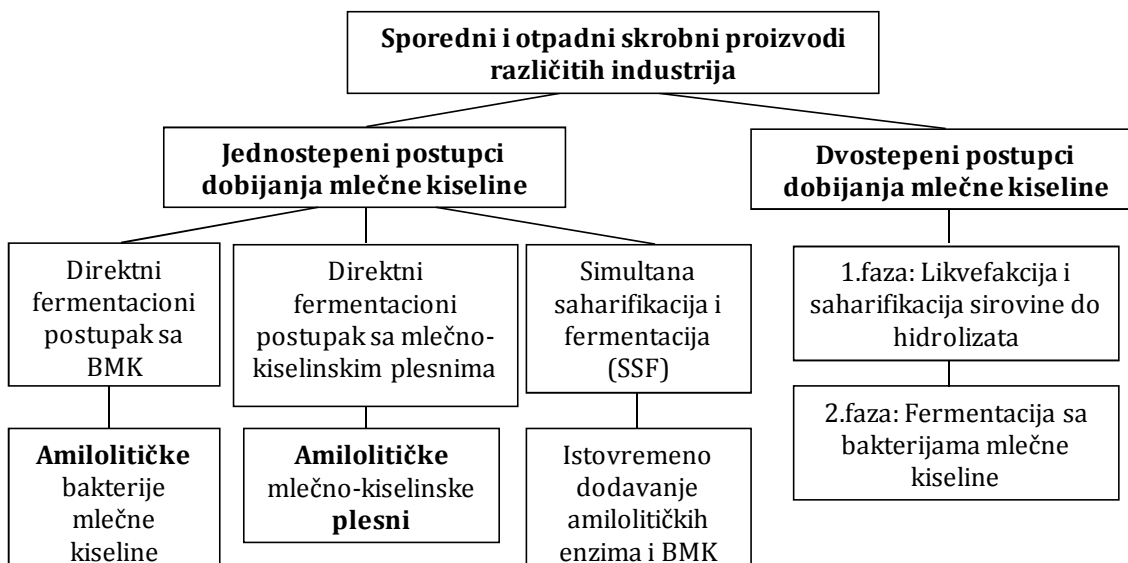 Sporedni i otpadni skrobni proizvodi
različitih industrija
Jednostepeni postupci
dobijanja mlečne kiseline
Dvostepeni postupci
dobijanja mlečne kiseline
Direktni
fermentacioni
postupak sa
BMK
Direktni
fermentacioni
postupak sa mlečno-
kiselinskim plesnima
Simultana
saharifikacija i
fermentacija
(SSF)
1.faza: Likvefakcija i
saharifikacija sirovine do
hidrolizata
Amilolitičke
bakterije
mlečne
kiseline
Amilolitičke
mlečno-kiselinske
plesni
Istovremeno
dodavanje
amilolitičkih
enzima i BMK
2.faza: Fermentacija sa
bakterijama mlečne
kiseline